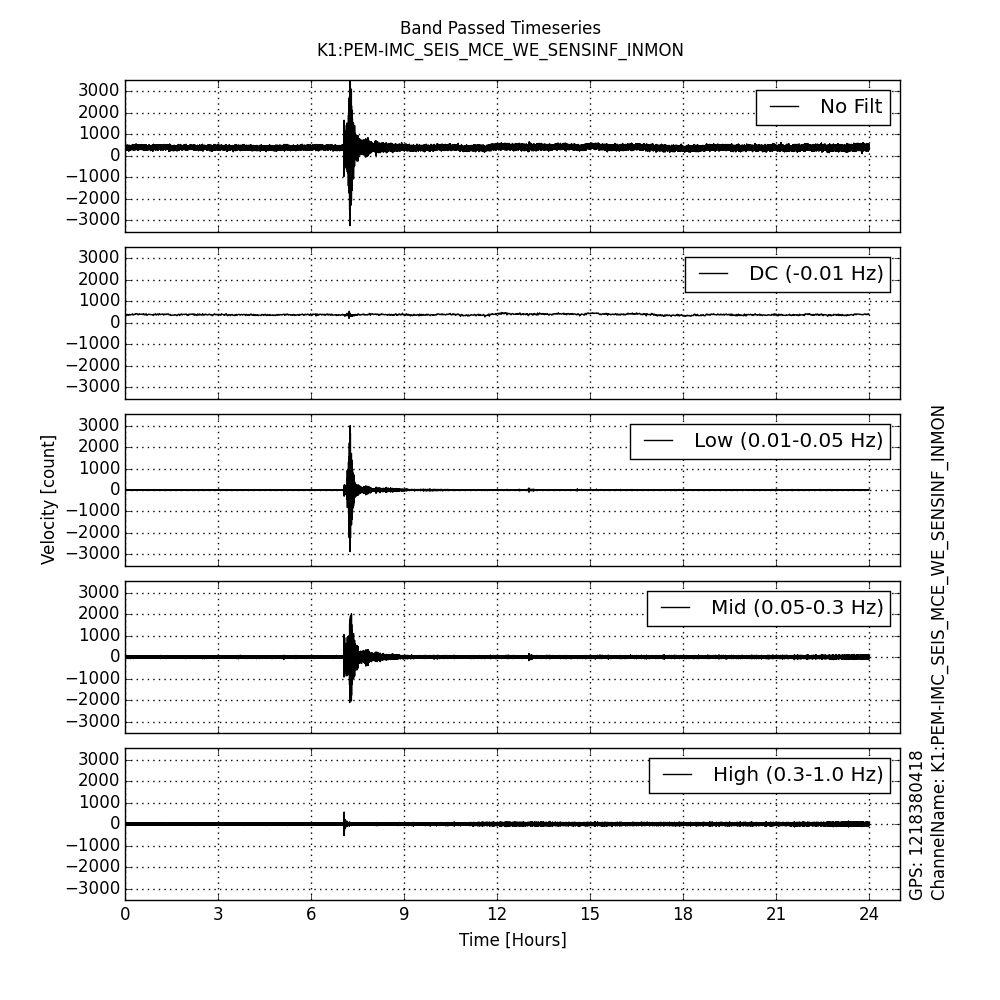 Band Passed Timeseries
K1:PEM-IMC_SEIS_MCE_WE_SENSINF_INMON
3000
2000
1000
0
−1000
−2000
−3000
No Filt
3000
2000
1000
0
−1000
−2000
−3000
DC (-0.01 Hz)
Velocity [count]
3000
2000
1000
0
−1000
−2000
−3000
Low (0.01-0.05 Hz)
3000
2000
1000
0
−1000
−2000
−3000
Mid (0.05-0.3 Hz)
3000
2000
1000
0
−1000
−2000
−3000
High (0.3-1.0 Hz)
0 3 6 9 12 15 18 21 24
Time [Hours]
GPS: 1218380418
ChannelName: K1:PEM-IMC_SEIS_MCE_WE_SENSINF_INMON